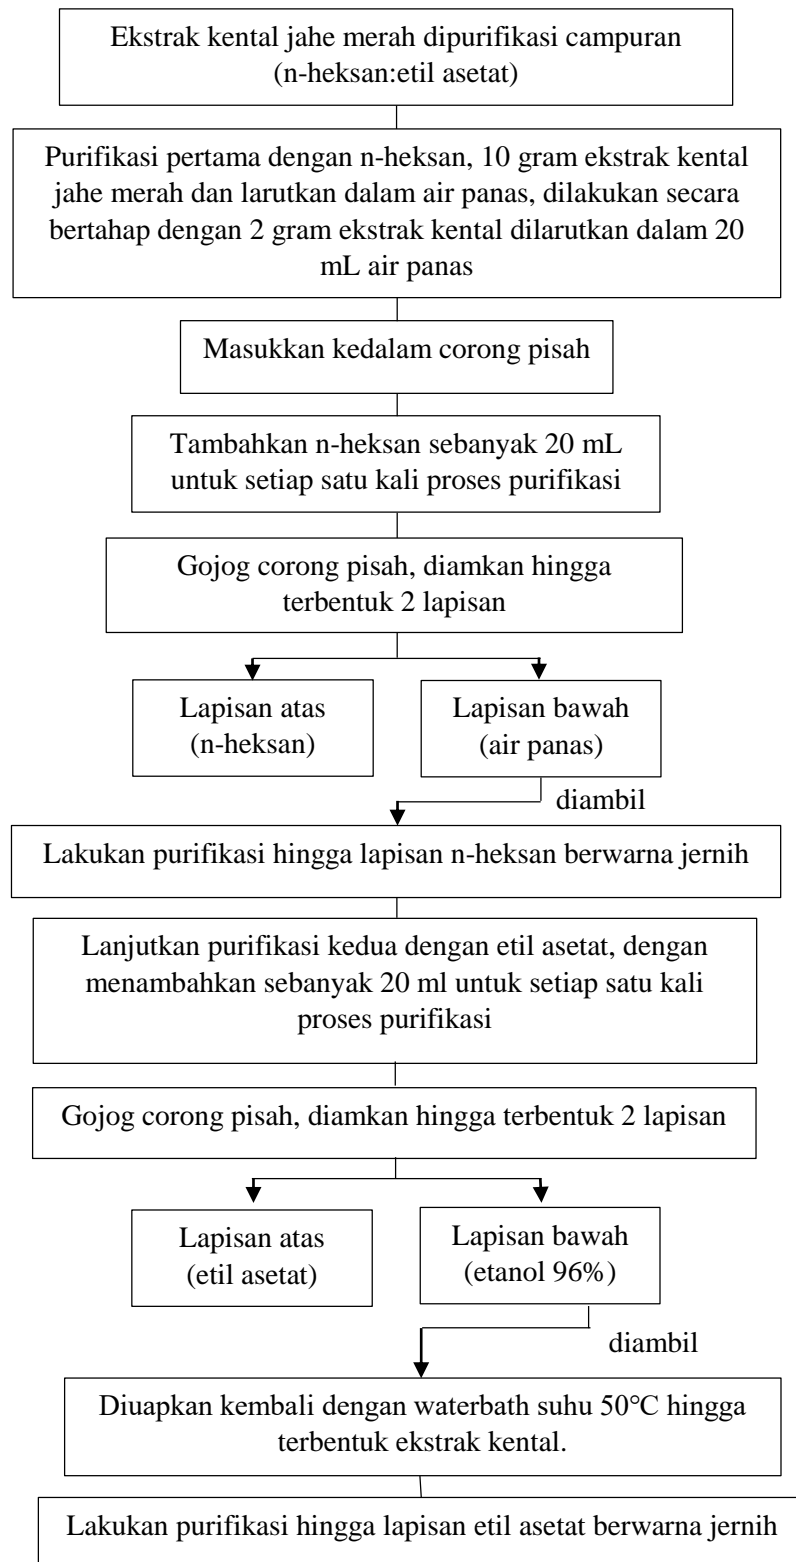 Ekstrak kental jahe merah dipurifikasi campuran
(n-heksan:etil asetat)
Purifikasi pertama dengan n-heksan, 10 gram ekstrak kental
jahe merah dan larutkan dalam air panas, dilakukan secara
bertahap dengan 2 gram ekstrak kental dilarutkan dalam 20
mL air panas
Masukkan kedalam corong pisah
Tambahkan n-heksan sebanyak 20 mL
untuk setiap satu kali proses purifikasi
Gojog corong pisah, diamkan hingga
terbentuk 2 lapisan
Lapisan atas
(n-heksan)
Lapisan bawah
(air panas)
diambil
Lakukan purifikasi hingga lapisan n-heksan berwarna jernih
Lanjutkan purifikasi kedua dengan etil asetat, dengan
menambahkan sebanyak 20 ml untuk setiap satu kali
proses purifikasi
Gojog corong pisah, diamkan hingga terbentuk 2 lapisan
Lapisan atas
(etil asetat)
Lapisan bawah
(etanol 96%)
diambil
Diuapkan kembali dengan waterbath suhu 50°C hingga
terbentuk ekstrak kental.
Lakukan purifikasi hingga lapisan etil asetat berwarna jernih